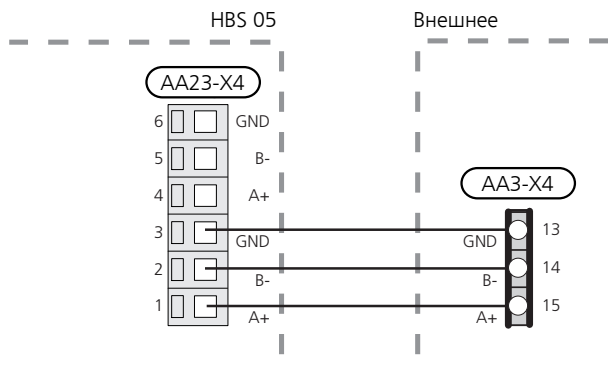 HBS 05 Внешнее
AA23-X4
6 GND
5 B-
4 A+
AA3-X4
3 GND GND 13
2 B- B- 14
1 A+ A+ 15